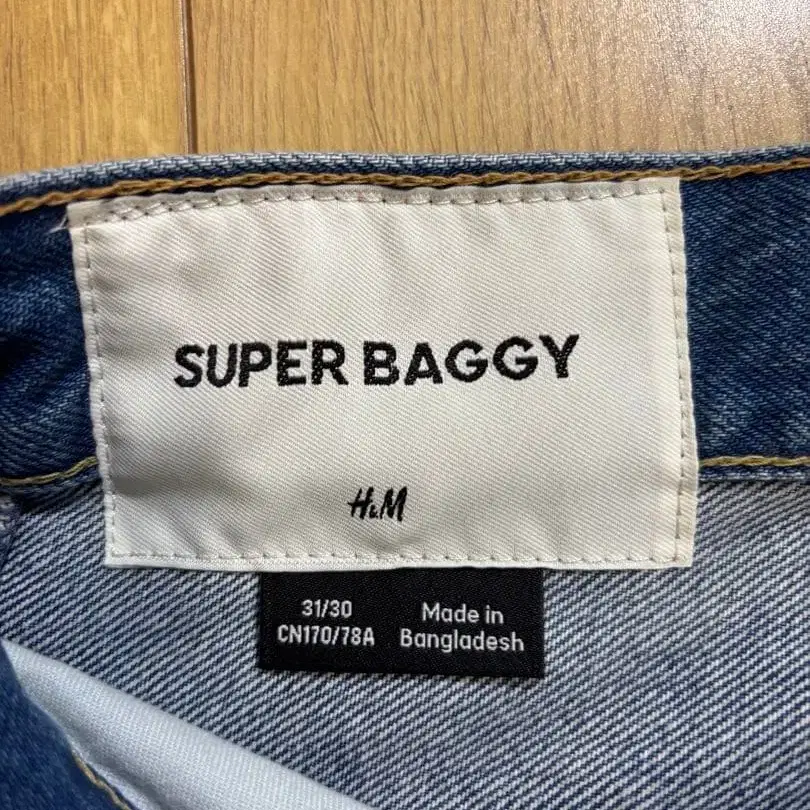 SUPER BAGGY
H&M
31/30
CN170/78A
Made in
Bangladesh